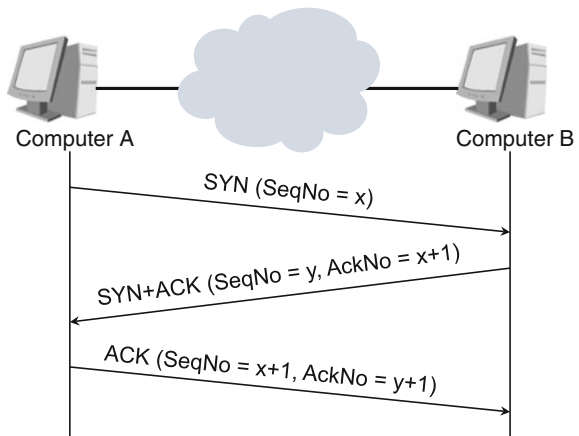 Computer A
Computer B
SYN (SeqNo = x)
SYN+ACK (SeqNo = y, AckNo = x+1)
ACK (SeqNo = x+1, AckNo = y+1)